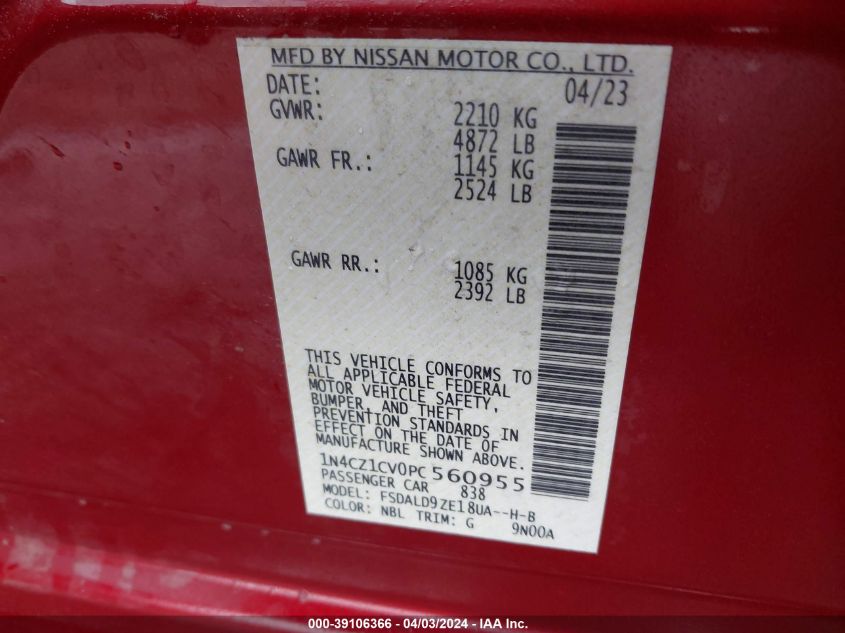 MFD BY NISSAN MOTOR CO., LTD.
DATE: 04/23
GVWR: 2210 KG
4872 LB
GAWR FR.: 1145 KG
2524 LB
GAWR RR.: 1085 KG
2392 LB
THIS VEHICLE CONFORMS TO
ALL APPLICABLE FEDERAL
MOTOR VEHICLE SAFETY,
BUMPER, AND THEFT
PREVENTION STANDARDS IN
EFFECT ON THE DATE OF
MANUFACTURE SHOWN ABOVE.
1N4CZ1CV0PC560955
PASSENGER CAR 838
MODEL: FSDALD9ZE18UA--H-B
COLOR: NBL TRIM: G 9N00A
000-39106366 - 04/03/2024 - IAA Inc.